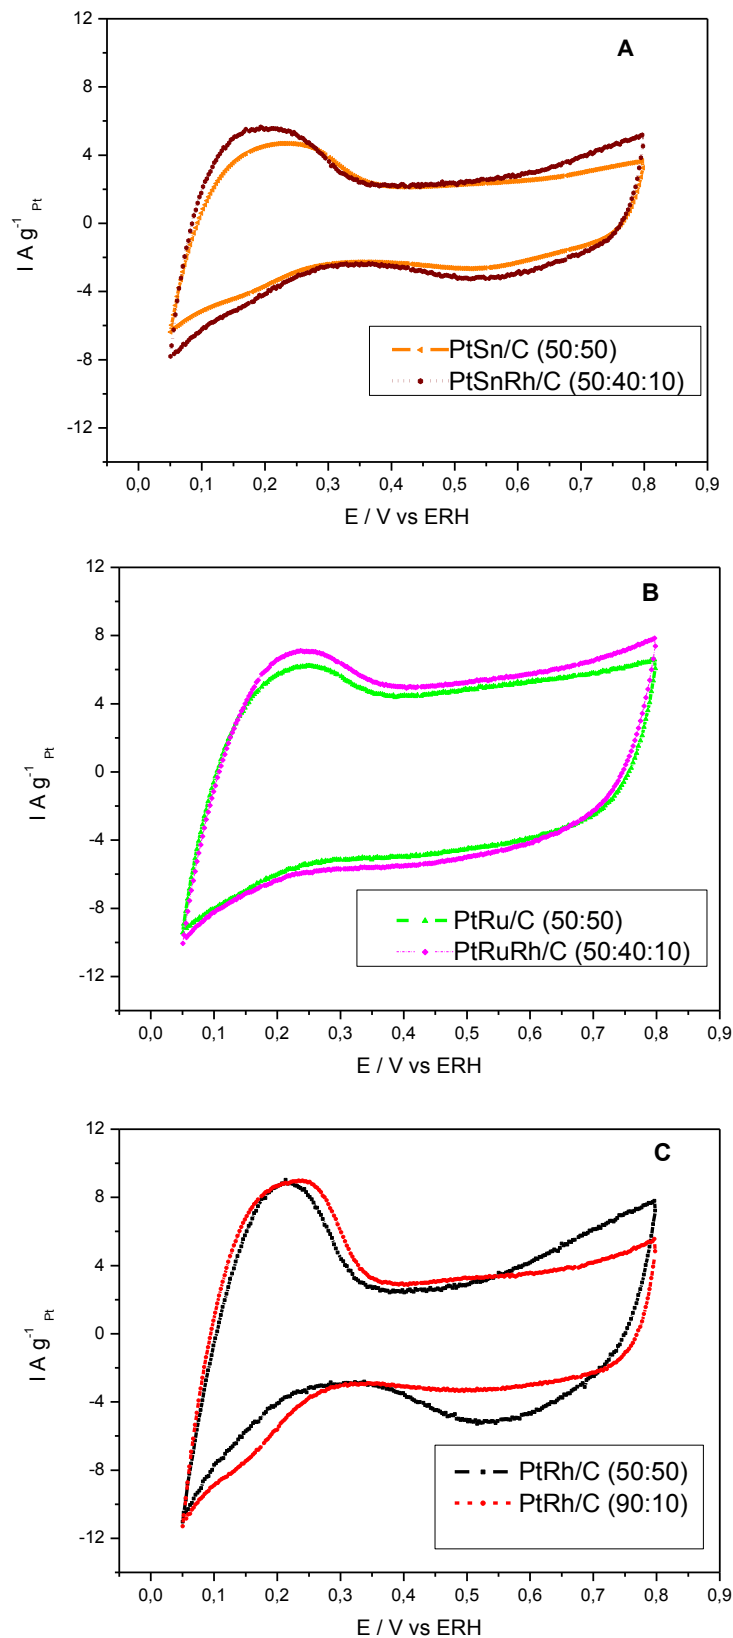 A
12
8
4
0
-4
-8
-12
I A g⁻¹ Pt
PtSn/C (50:50)
PtSnRh/C (50:40:10)
0,0 0,1 0,2 0,3 0,4 0,5 0,6 0,7 0,8 0,9
E / V vs ERH
B
12
8
4
0
-4
-8
-12
I A g⁻¹ Pt
PtRu/C (50:50)
PtRuRh/C (50:40:10)
0,0 0,1 0,2 0,3 0,4 0,5 0,6 0,7 0,8 0,9
E / V vs ERH
C
12
8
4
0
-4
-8
-12
I A g⁻¹ Pt
PtRh/C (50:50)
PtRh/C (90:10)
0,0 0,1 0,2 0,3 0,4 0,5 0,6 0,7 0,8 0,9
E / V vs ERH